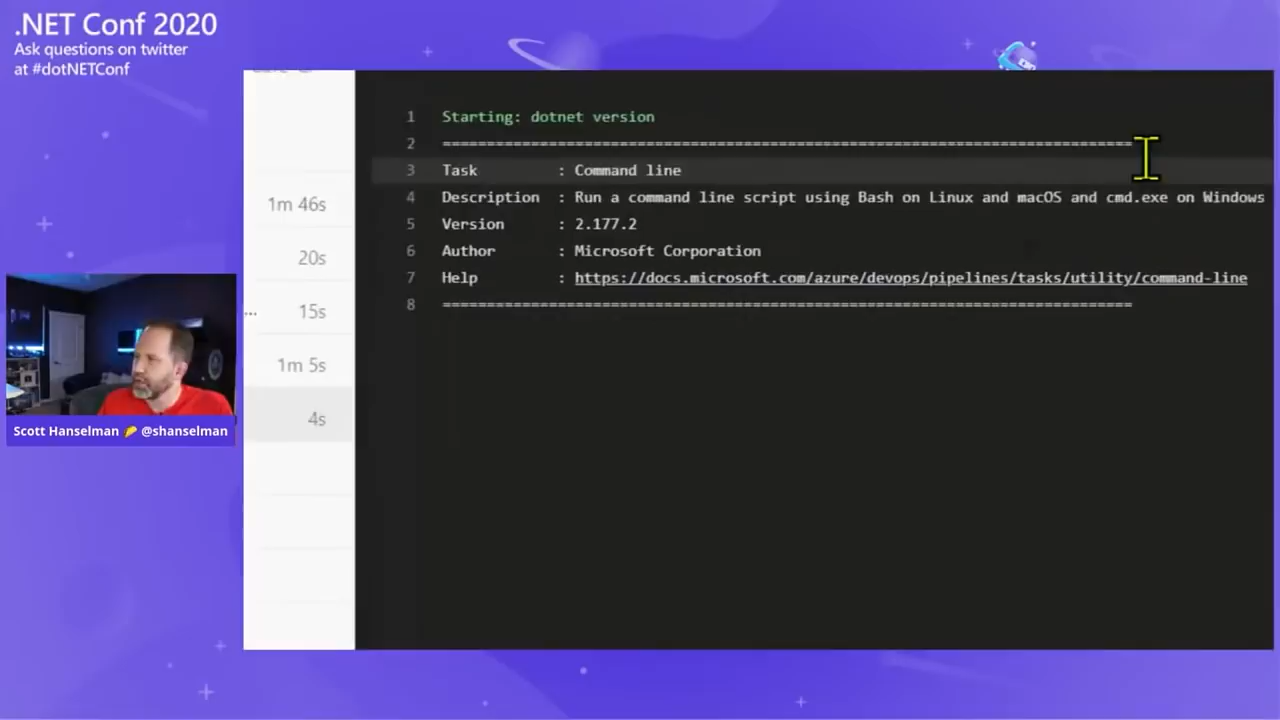 .NET Conf 2020
Ask questions on twitter
at #dotNETConf
1m 46s
20s
... 15s
1m 5s
4s
1 Starting: dotnet version
2 ==============================================================================
3 Task : Command line
4 Description : Run a command line script using Bash on Linux and macOS and cmd.exe on Windows
5 Version : 2.177.2
6 Author : Microsoft Corporation
7 Help : https://docs.microsoft.com/azure/devops/pipelines/tasks/utility/command-line
8 ==============================================================================
Scott Hanselman 🌮 @shanselman